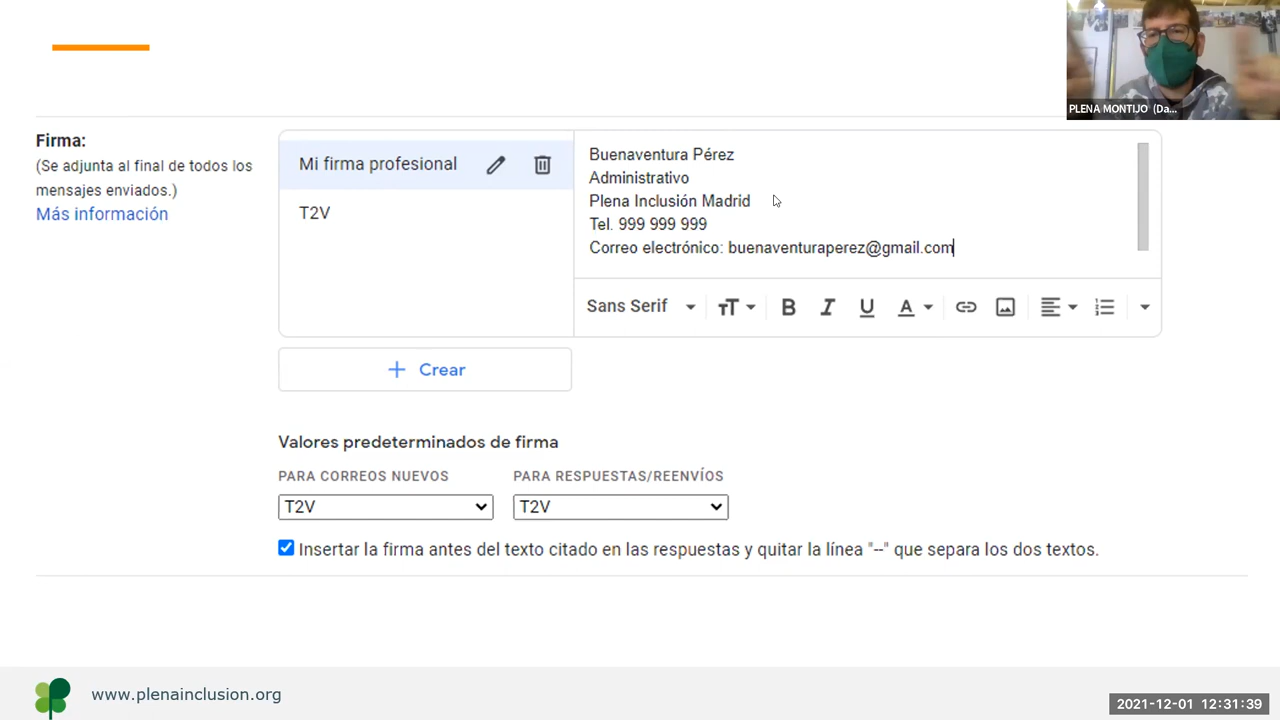 PLENA MONTIJO (Da...
Firma:
(Se adjunta al final de todos los
mensajes enviados.)
Más información
Mi firma profesional
T2V
Buenaventura Pérez
Administrativo
Plena Inclusión Madrid
Tel. 999 999 999
Correo electrónico: buenaventuraperez@gmail.com
Sans Serif
Crear
Valores predeterminados de firma
PARA CORREOS NUEVOS
PARA RESPUESTAS/REENVÍOS
T2V
T2V
Insertar la firma antes del texto citado en las respuestas y quitar la línea "--" que separa los dos textos.
www.plenainclusion.org
2021-12-01 12:31:39